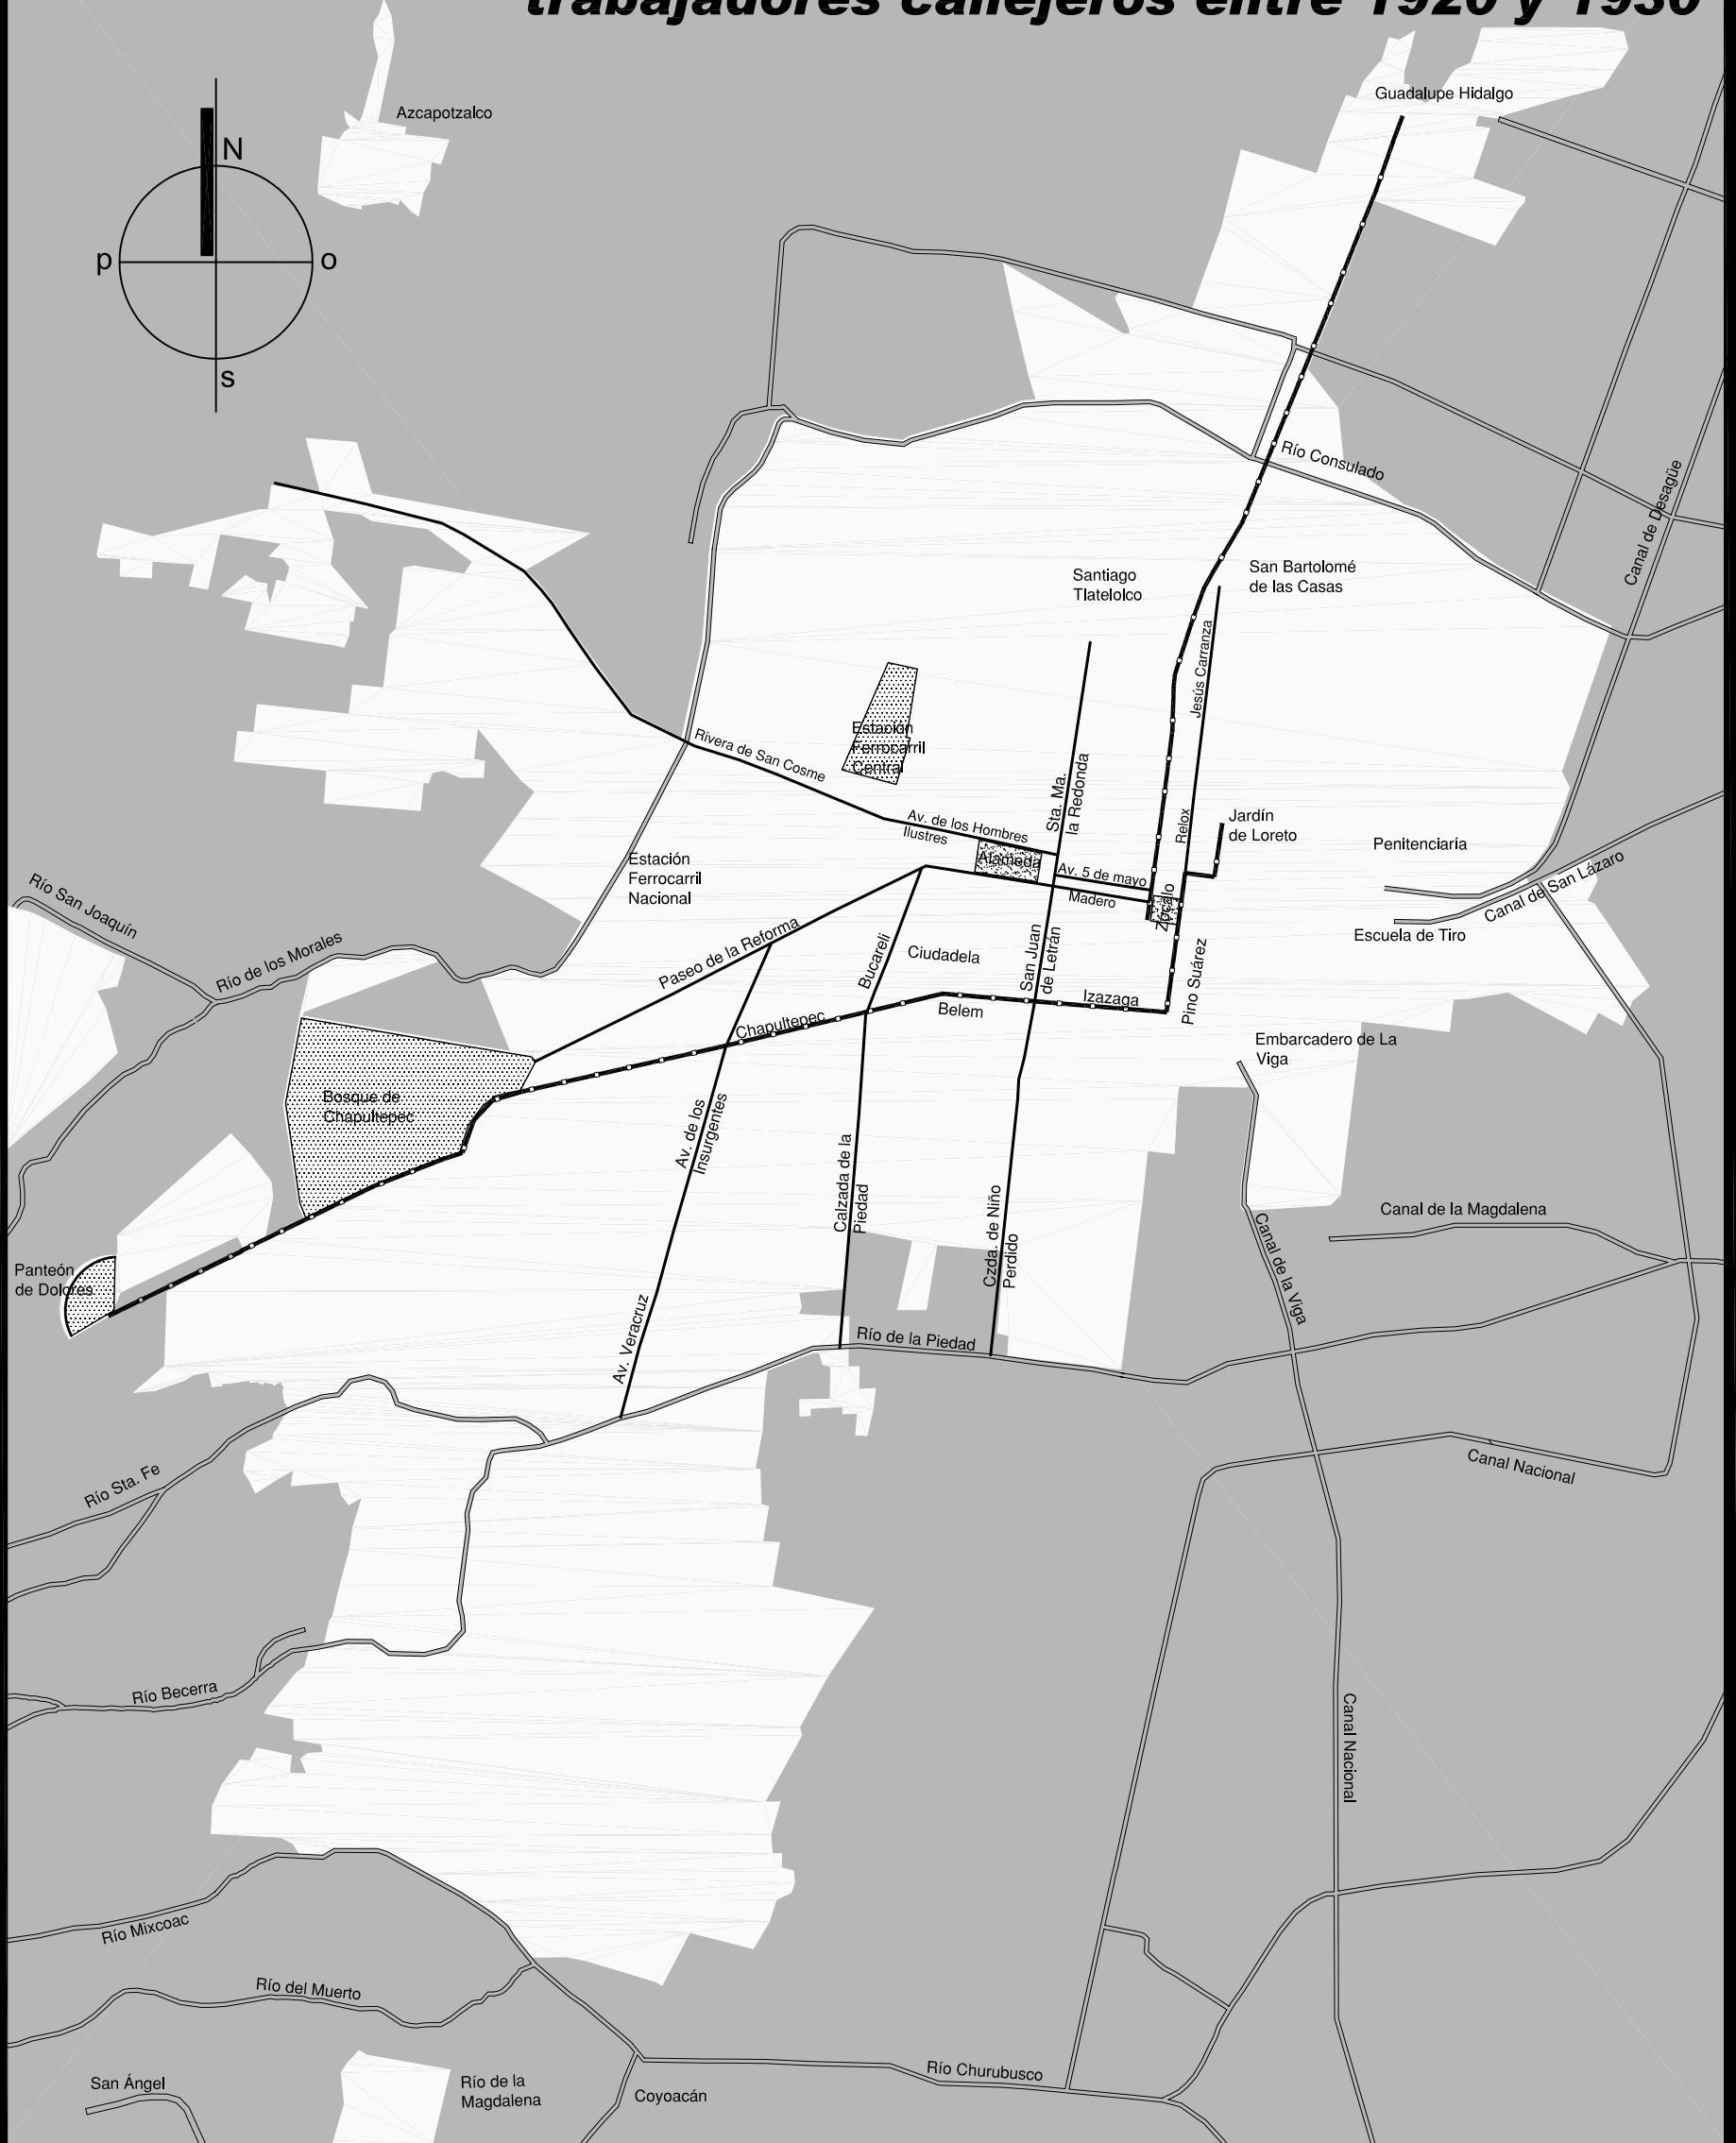 trabajadores callejeros entre 1920 y 1930
Guadalupe Hidalgo
Azcapotzalco
N
p
o
s
Río Consulado
Canal de Desagüe
San Bartolomé
de las Casas
Santiago
Tlatelolco
Jesús Carranza
Estación
Ferrocarril
Central
Rivera de San Cosme
Sta. Ma.
la Redonda
Relox
Jardín
de Loreto
Av. de los Hombres
Ilustres
Penitenciaría
Alameda
Av. 5 de mayo
Madero
Zócalo
Estación
Ferrocarril
Nacional
Canal de San Lázaro
Escuela de Tiro
Río San Joaquín
Río de los Morales
Paseo de la Reforma
Bucareli
Ciudadela
San Juan
de Letrán
Pino Suárez
Izazaga
Belem
Chapultepec
Embarcadero de La
Viga
Bosque de
Chapultepec
Av. de los
Insurgentes
Calzada de la
Piedad
Czda. de Niño
Perdido
Canal de la Magdalena
Canal de la Viga
Panteón
de Dolores
Av. Veracruz
Río de la Piedad
Canal Nacional
Río Sta. Fe
Río Becerra
Canal Nacional
Río Mixcoac
Río del Muerto
San Ángel
Río de la
Magdalena
Coyoacán
Río Churubusco